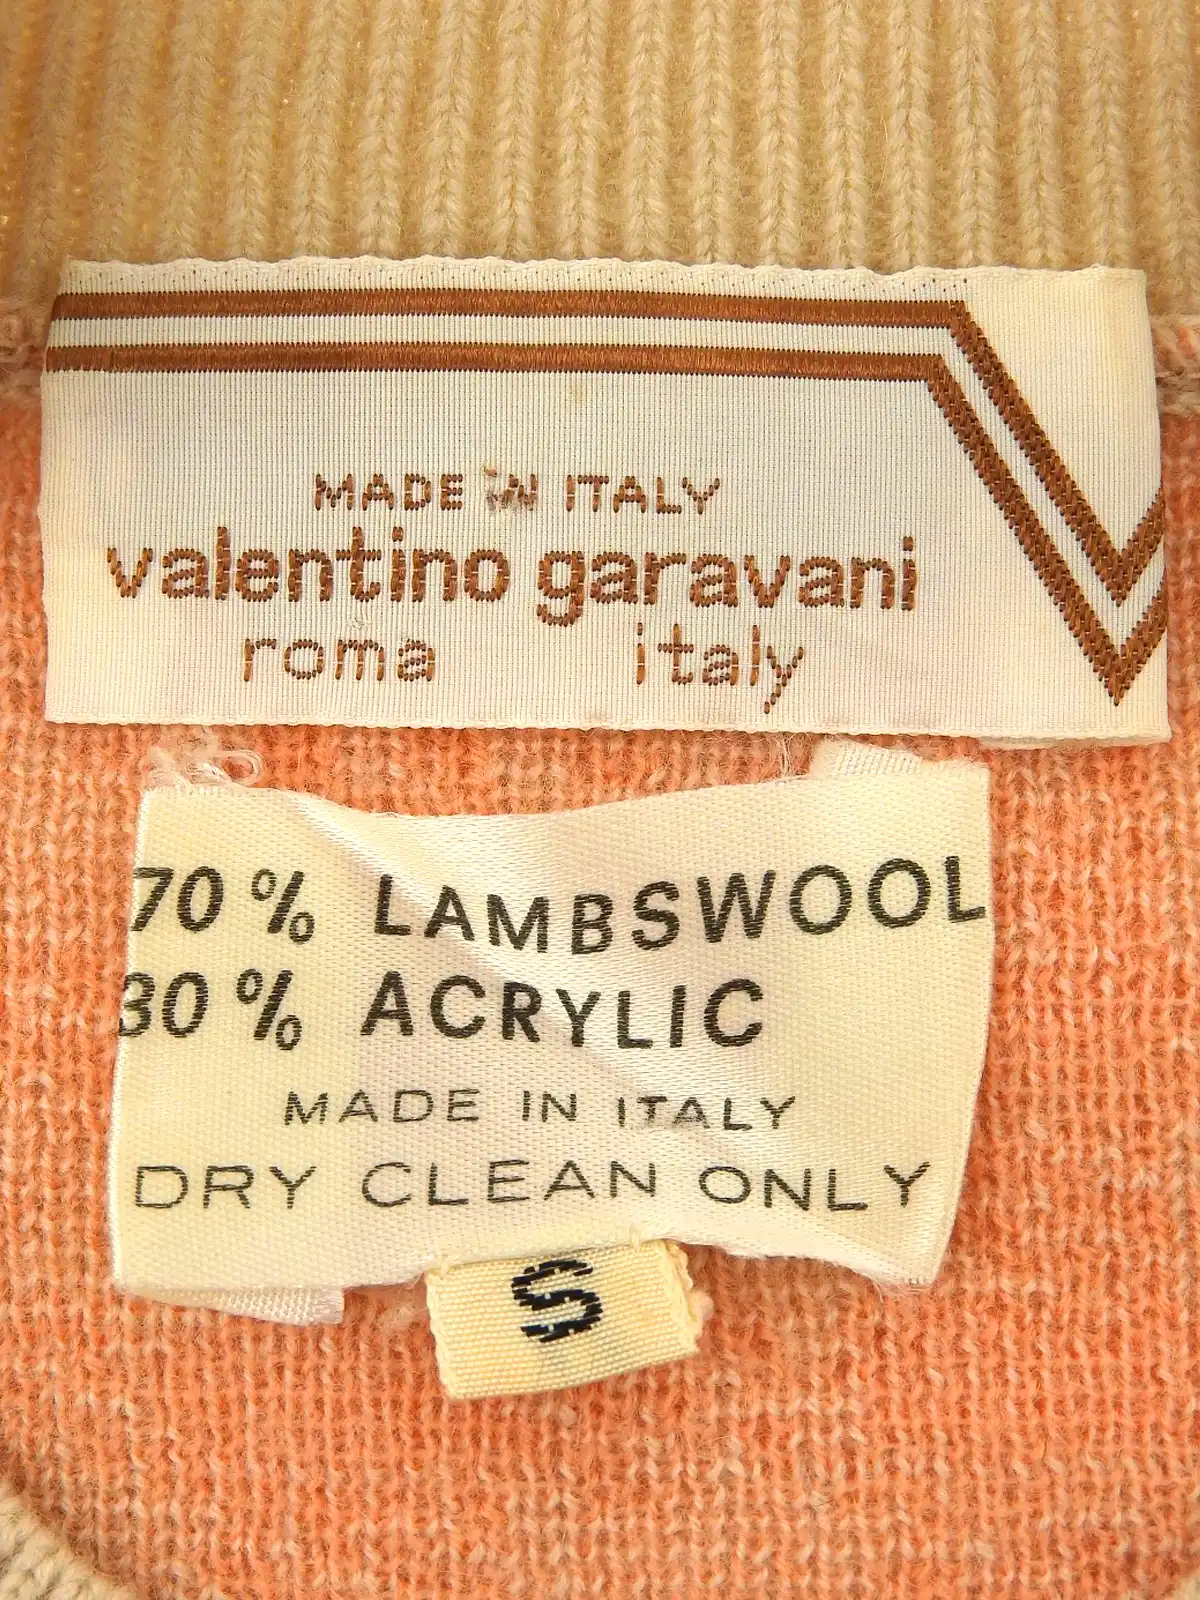 MADE IN ITALY
valentino garavani
roma italy
70% LAMBSWOOL
30% ACRYLIC
MADE IN ITALY
DRY CLEAN ONLY
S